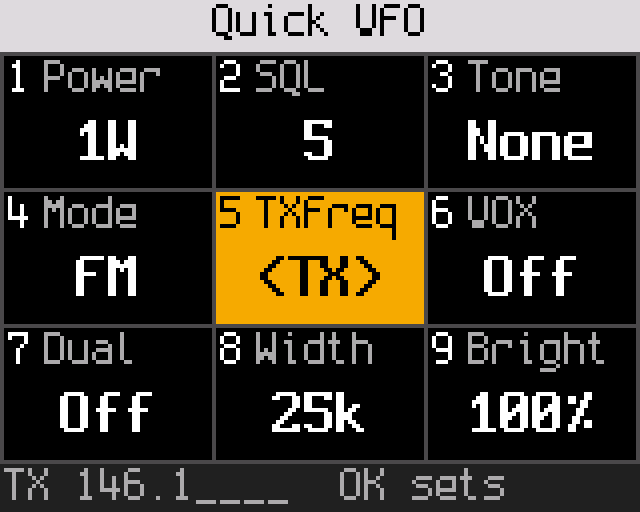 Quick VFO
1 Power 2 SQL 3 Tone
1W 5 None
4 Mode 5 TXFreq 6 VOX
FM <TX> Off
7 Dual 8 Width 9 Bright
Off 25k 100%
TX 146.1____ OK sets